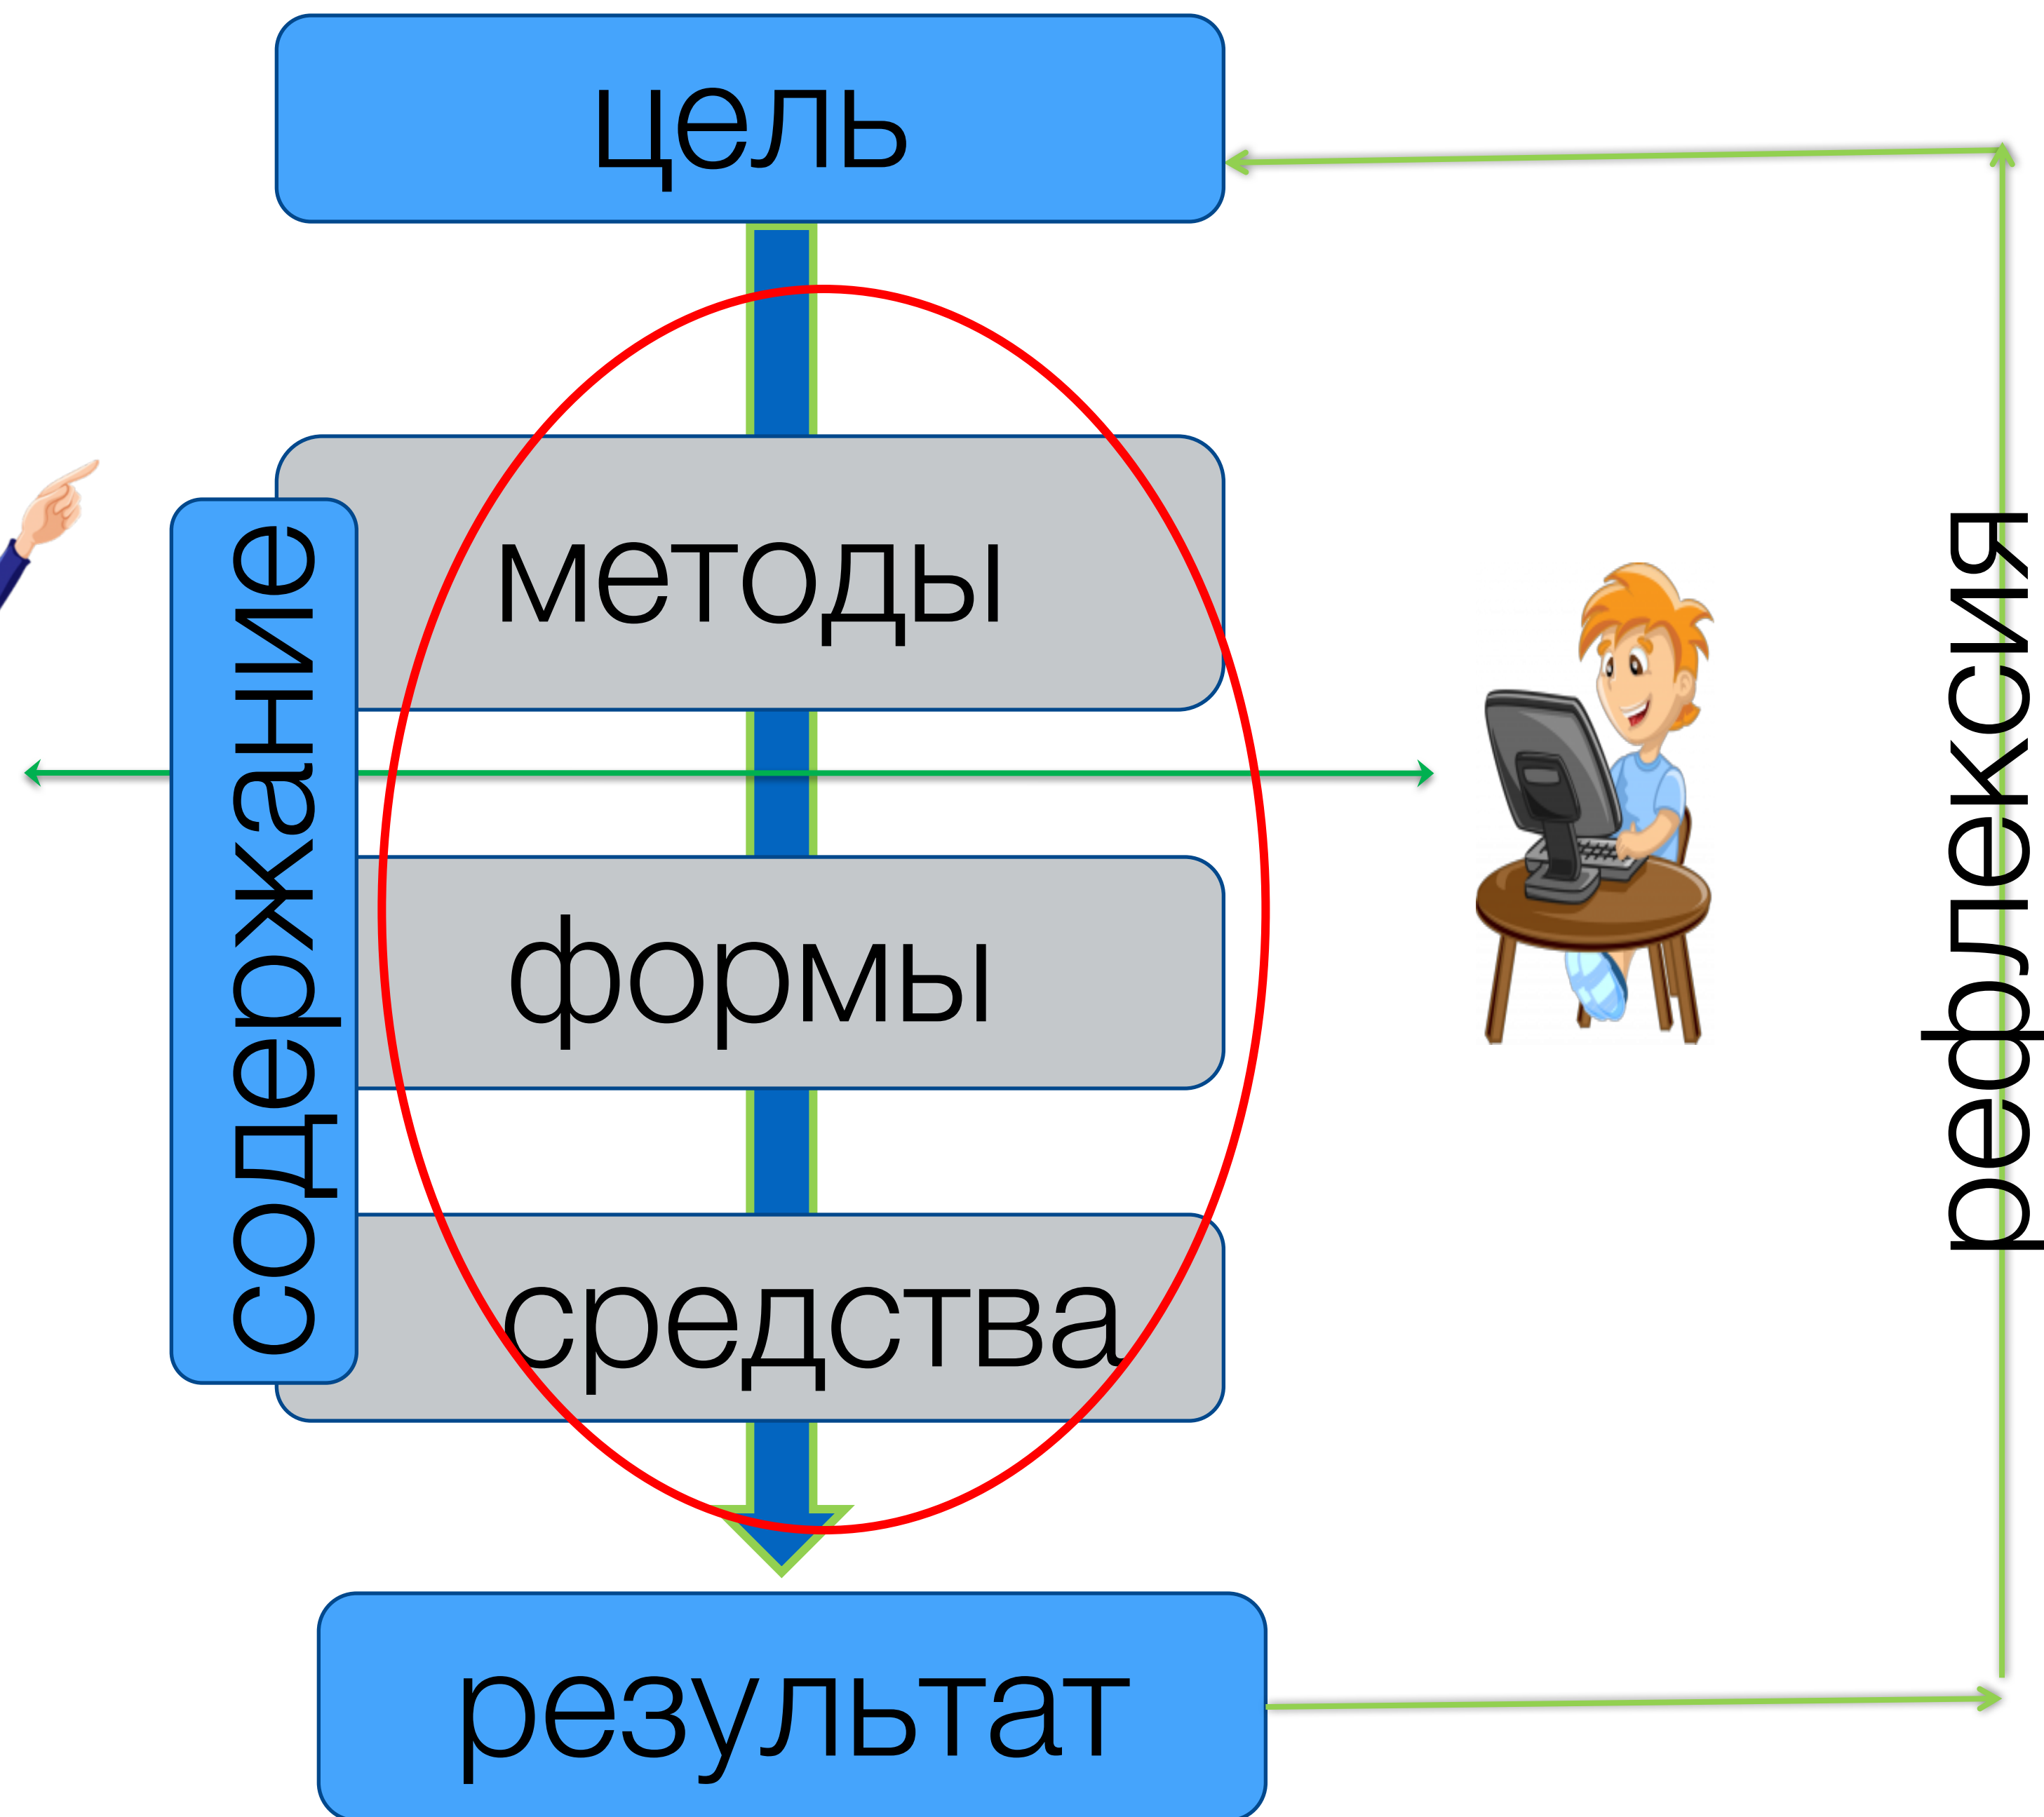 цель
методы
содержание
формы
средства
результат
рефлексия